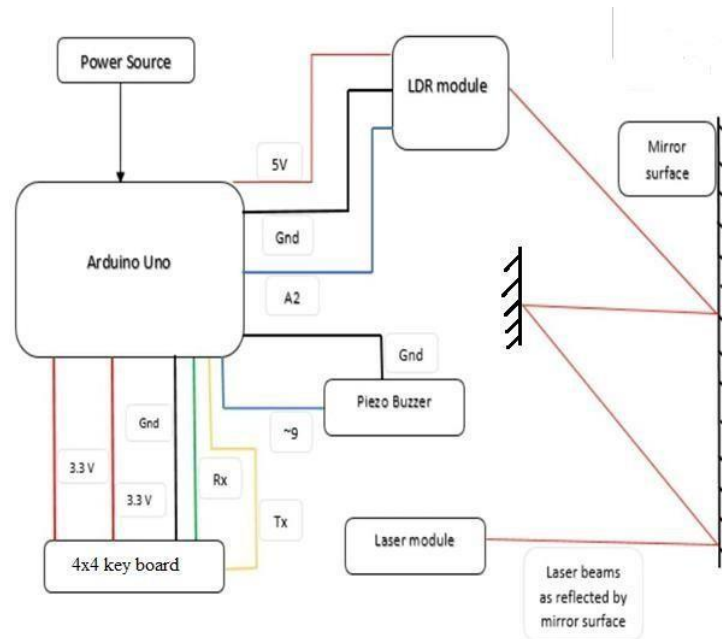 Power Source
LDR module
Mirror
surface
5V
Gnd
Arduino Uno
A2
Gnd
Piezo Buzzer
~9
Gnd
3.3 V
3.3 V
Rx
Tx
4x4 key board
Laser module
Laser beams
as reflected by
mirror surface